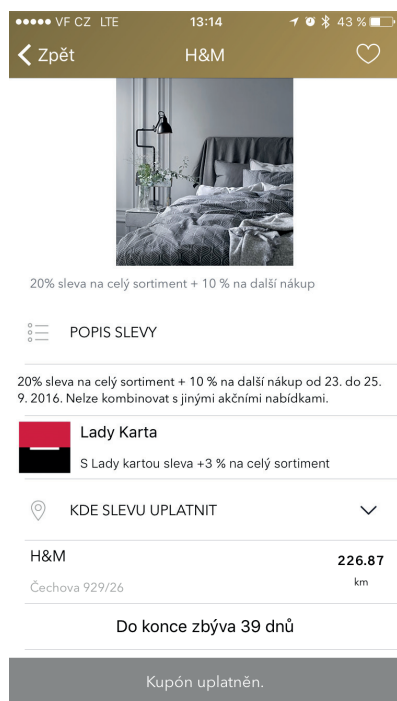 VF CZ LTE 13:14 43 %
Zpět H&M
20% sleva na celý sortiment + 10 % na další nákup
POPIS SLEVY
20% sleva na celý sortiment + 10 % na další nákup od 23. do 25.
9. 2016. Nelze kombinovat s jinými akčními nabídkami.
Lady Karta
S Lady kartou sleva +3 % na celý sortiment
KDE SLEVU UPLATNIT
H&M 226.87
Čechova 929/26 km
Do konce zbývá 39 dnů
Kupón uplatněn.